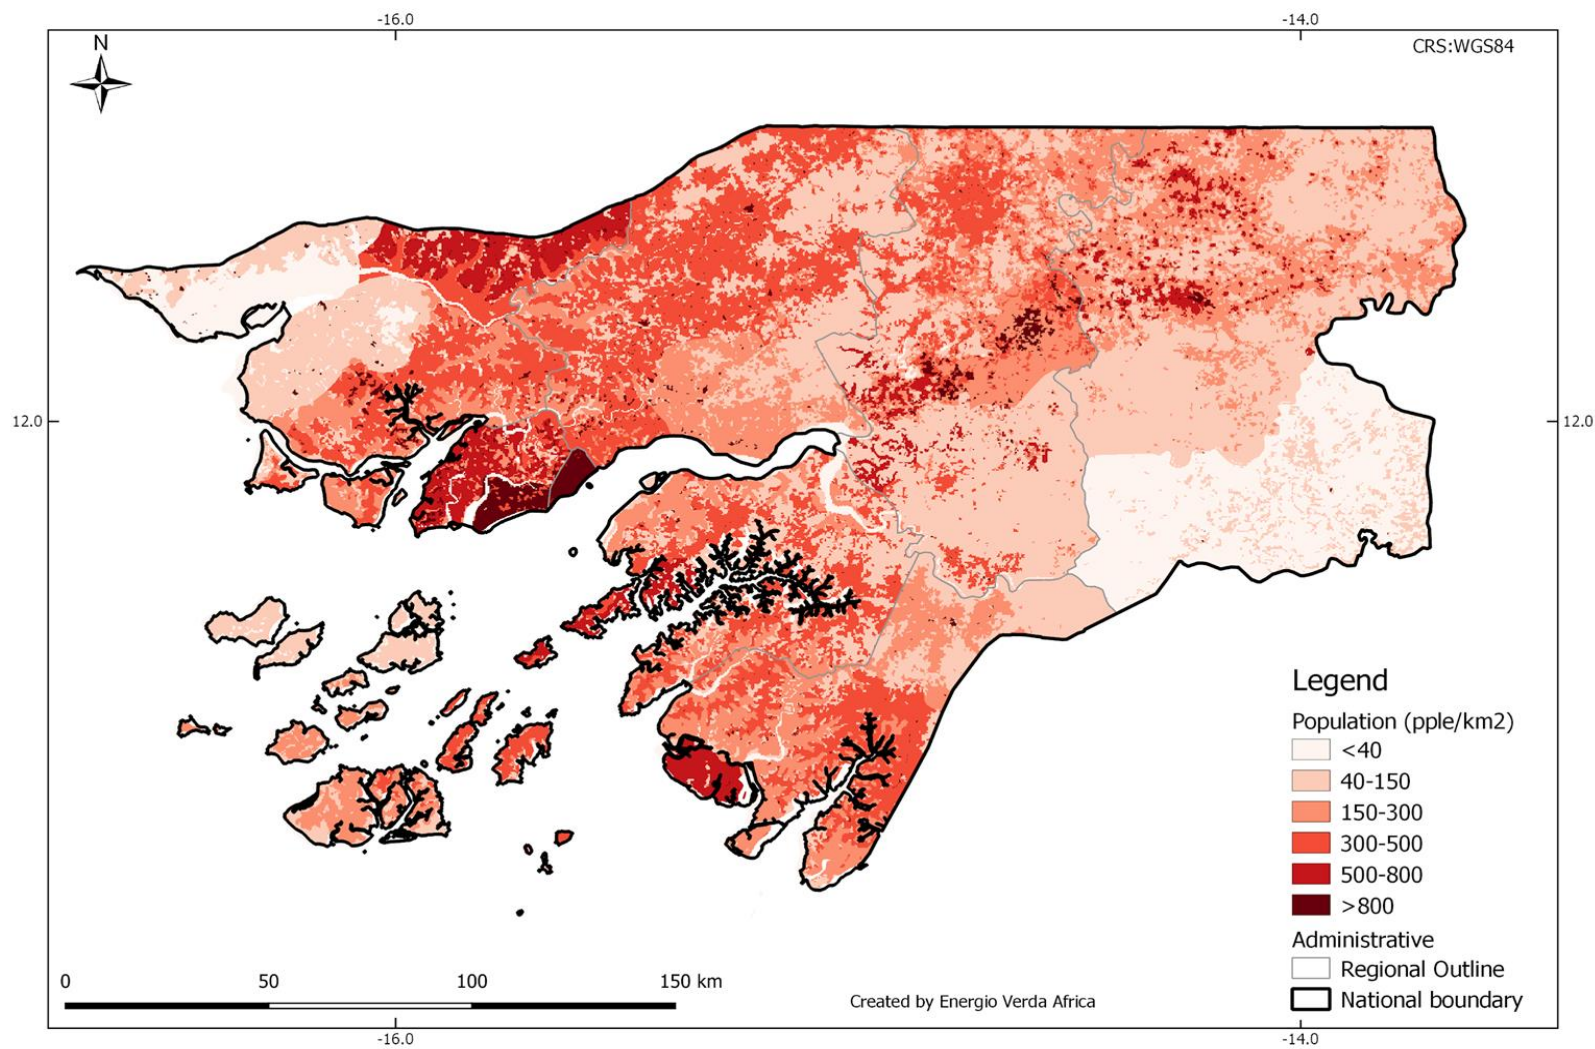 -16.0
-14.0
CRS:WGS84
N
12.0
12.0
Legend
Population (pple/km2)
<40
40-150
150-300
300-500
500-800
>800
Administrative
Regional Outline
National boundary
0 50 100 150 km
Created by Energio Verda Africa
-16.0
-14.0